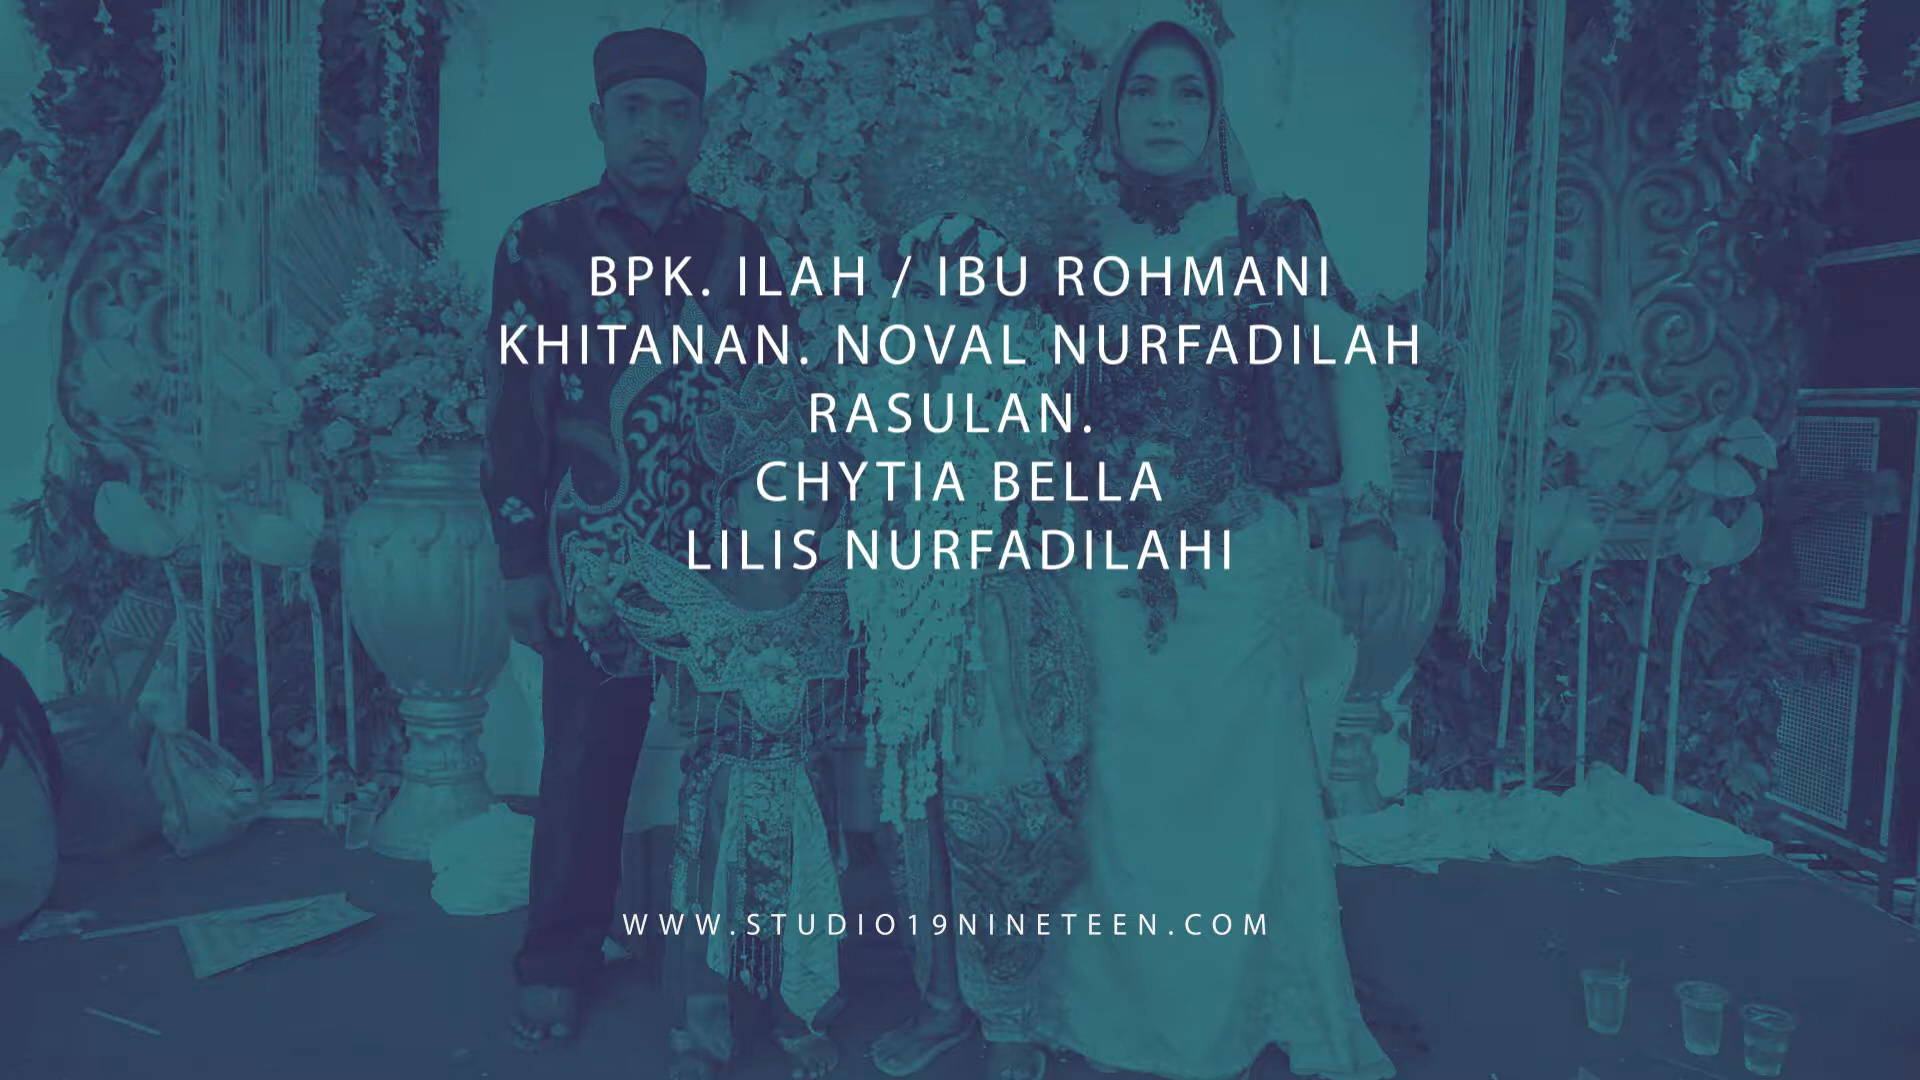 BPK. ILAH / IBU ROHMANI
KHITANAN. NOVAL NURFADILAH
RASULAN.
CHYTIA BELLA
LILIS NURFADILAHI
WWW.STUDIO19NINETEEN.COM